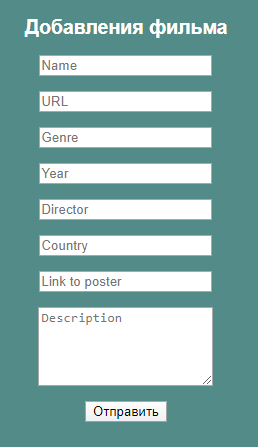 Добавления фильма
Name
URL
Genre
Year
Director
Country
Link to poster
Description
Отправить